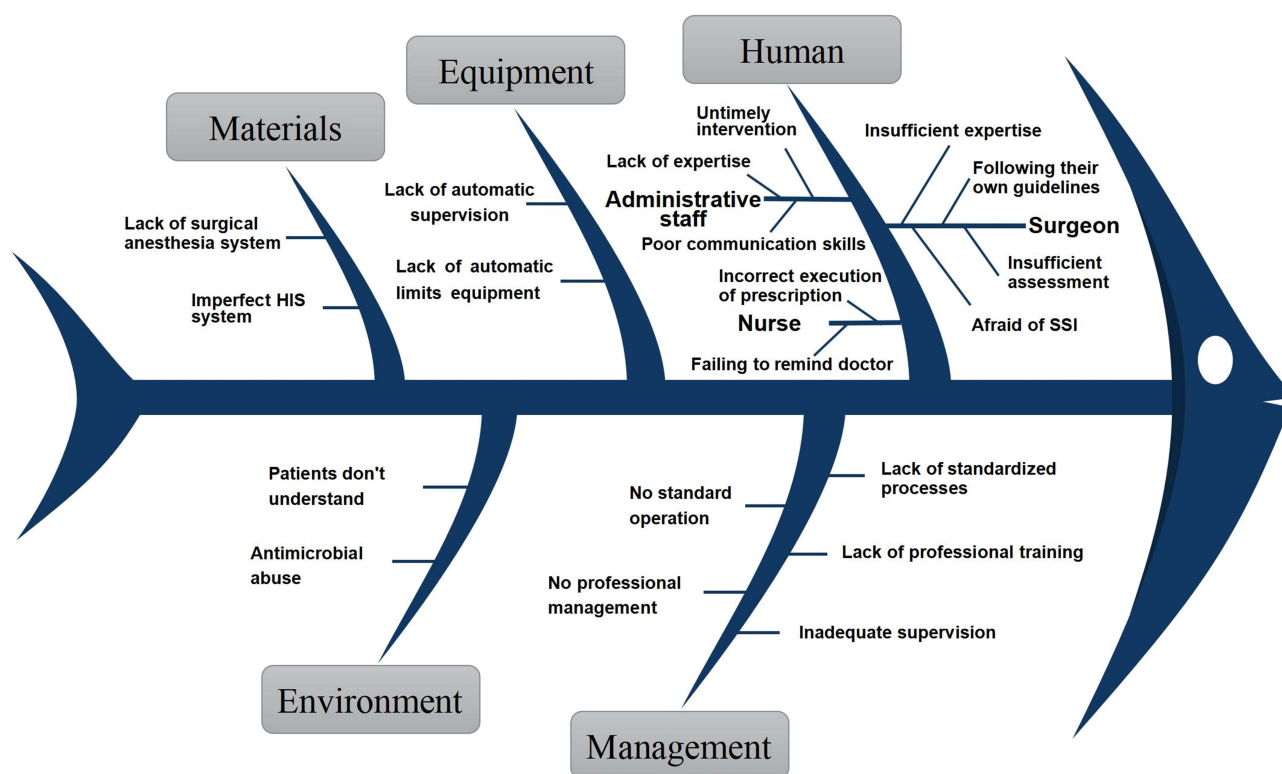 Human
Equipment
Materials
Untimely
intervention
Lack of expertise
Administrative
staff
Poor communication skills
Insufficient expertise
Following their
own guidelines
Surgeon
Insufficient
assessment
Afraid of SSI
Incorrect execution
of prescription
Nurse
Failing to remind doctor
Lack of automatic
supervision
Lack of automatic
limits equipment
Lack of surgical
anesthesia system
Imperfect HIS
system
Patients don't
understand
Antimicrobial
abuse
Environment
No standard
operation
No professional
management
Lack of standardized
processes
Lack of professional training
Inadequate supervision
Management